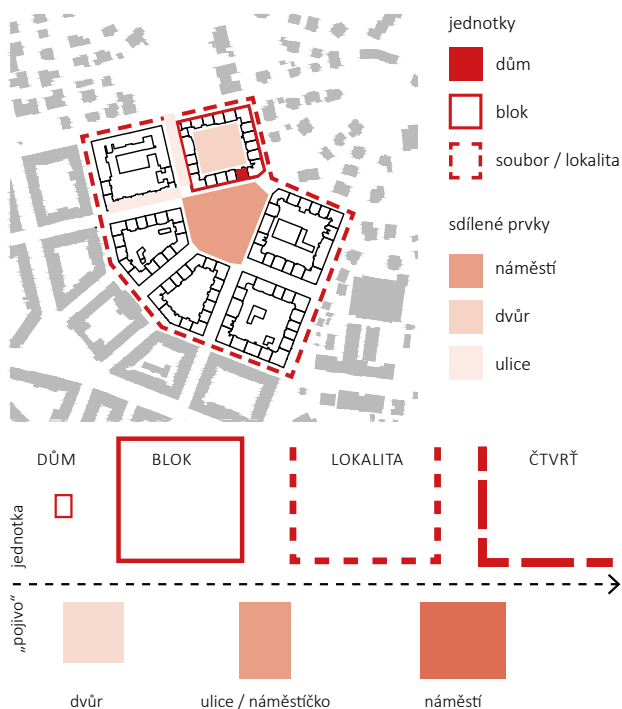 jednotky
dům
blok
soubor / lokalita
sdílené prvky
náměstí
dvůr
ulice
DŮM
BLOK
LOKALITA
ČTVRŤ
jednotka
„pojivo“
dvůr
ulice / náměstíčko
náměstí